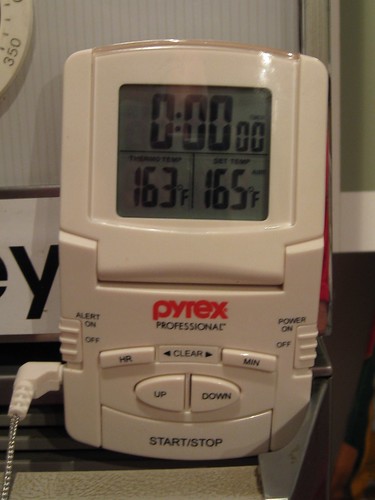 350
0:00 00
THERMO TEMP SET TEMP
163°F 165°F
ey
pyrex
PROFESSIONAL™
ALERT
ON
OFF
POWER
ON
OFF
HR
◄ CLEAR ►
MIN
UP
DOWN
START/STOP